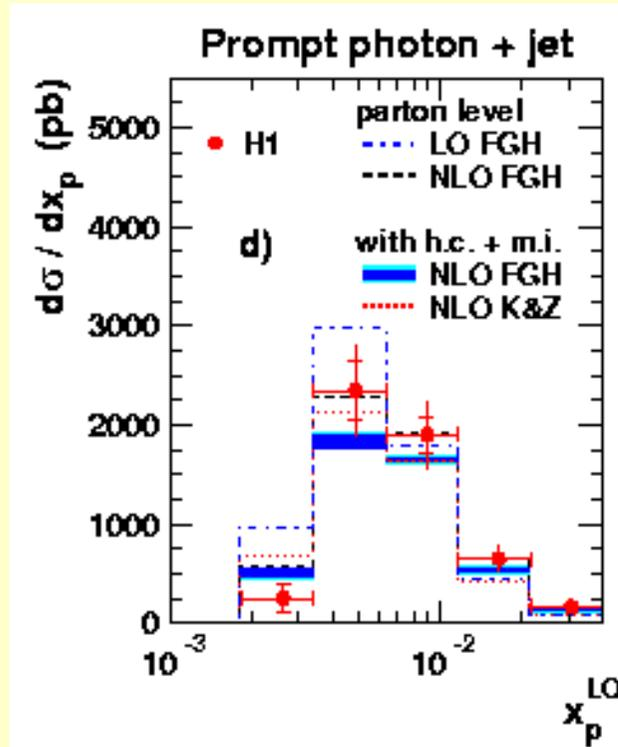 Prompt photon + jet
dσ / dx_p (pb)
5000
4000
3000
2000
1000
0
H1
parton level
LO FGH
NLO FGH
d)
with h.c. + m.i.
NLO FGH
NLO K&Z
10^-3
10^-2
x_p^LO